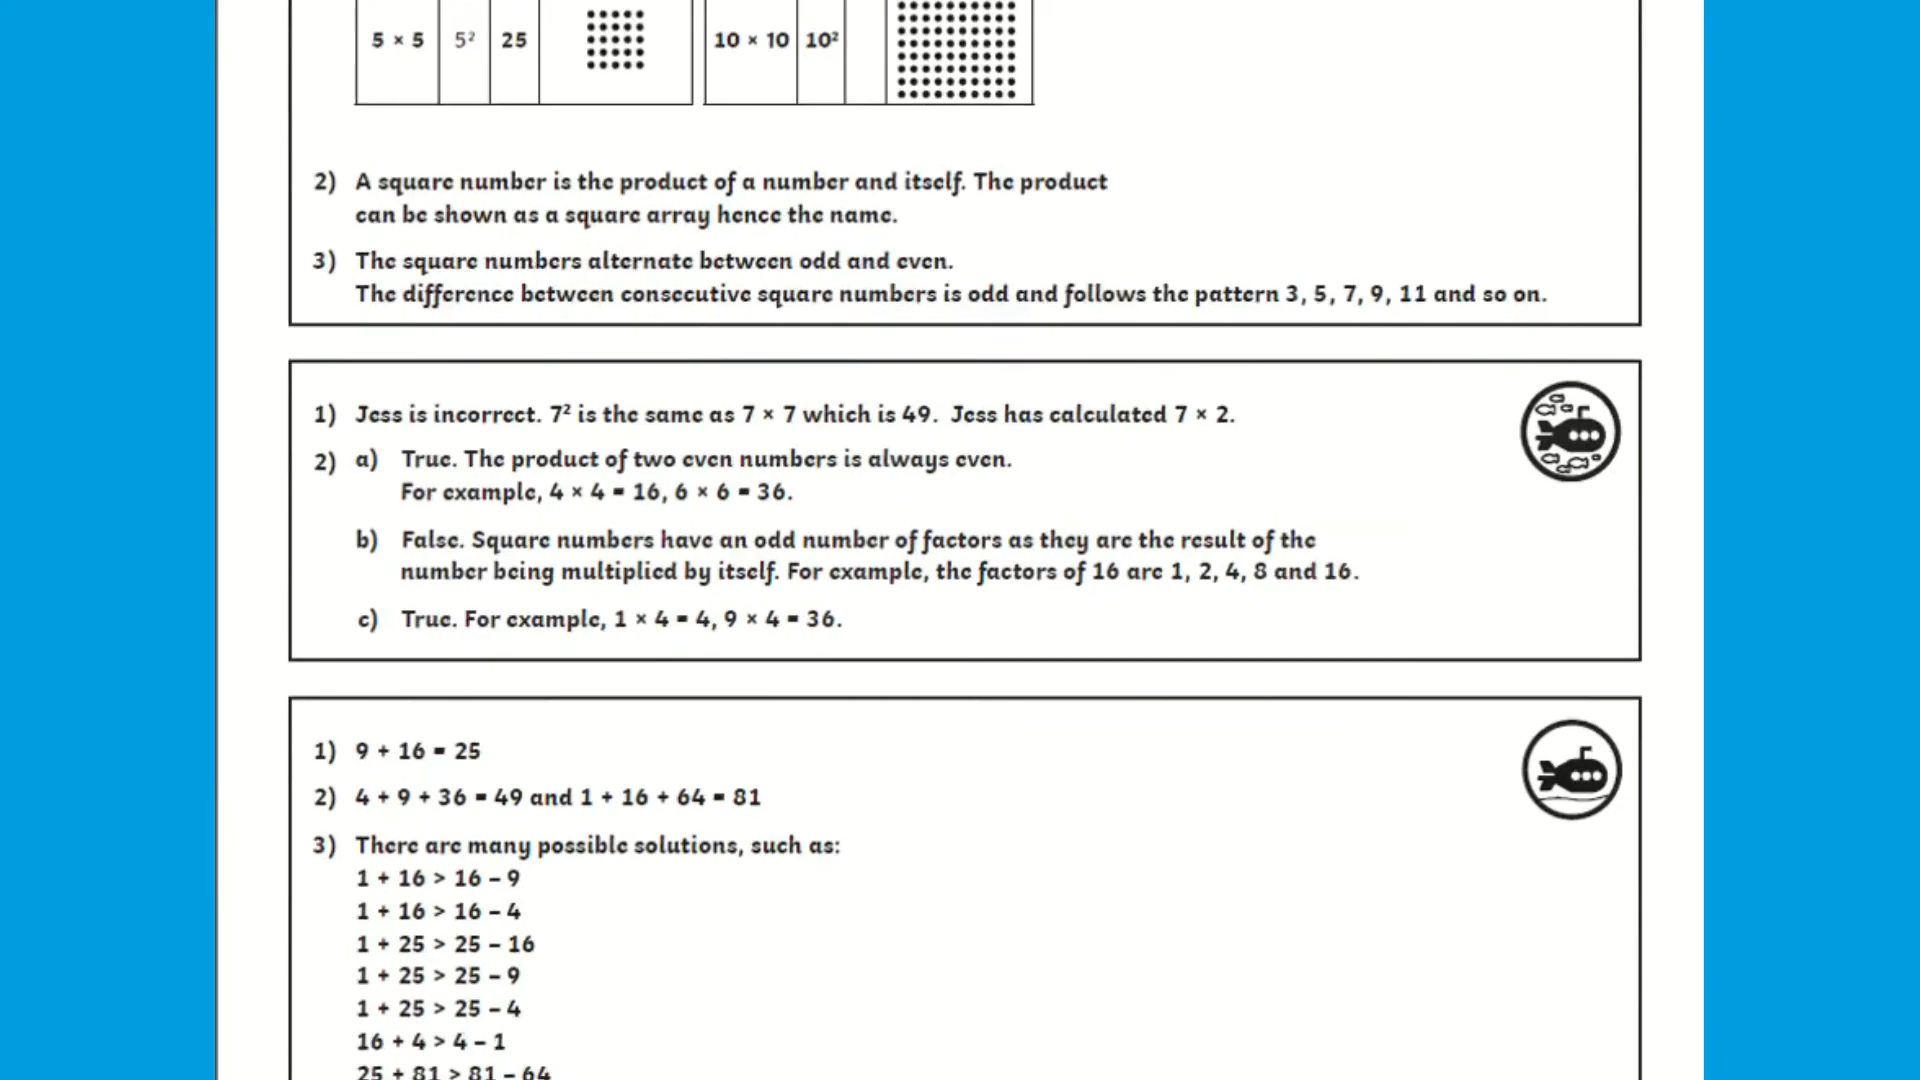 5 × 5 5² 25 10 × 10 10²
2) A square number is the product of a number and itself. The product
can be shown as a square array hence the name.
3) The square numbers alternate between odd and even.
The difference between consecutive square numbers is odd and follows the pattern 3, 5, 7, 9, 11 and so on.
1) Jess is incorrect. 7² is the same as 7 × 7 which is 49. Jess has calculated 7 × 2.
2) a) True. The product of two even numbers is always even.
For example, 4 × 4 = 16, 6 × 6 = 36.
b) False. Square numbers have an odd number of factors as they are the result of the
number being multiplied by itself. For example, the factors of 16 are 1, 2, 4, 8 and 16.
c) True. For example, 1 × 4 = 4, 9 × 4 = 36.
1) 9 + 16 = 25
2) 4 + 9 + 36 = 49 and 1 + 16 + 64 = 81
3) There are many possible solutions, such as:
1 + 16 > 16 – 9
1 + 16 > 16 – 4
1 + 25 > 25 – 16
1 + 25 > 25 – 9
1 + 25 > 25 – 4
16 + 4 > 4 – 1
25 + 81 > 81 – 64